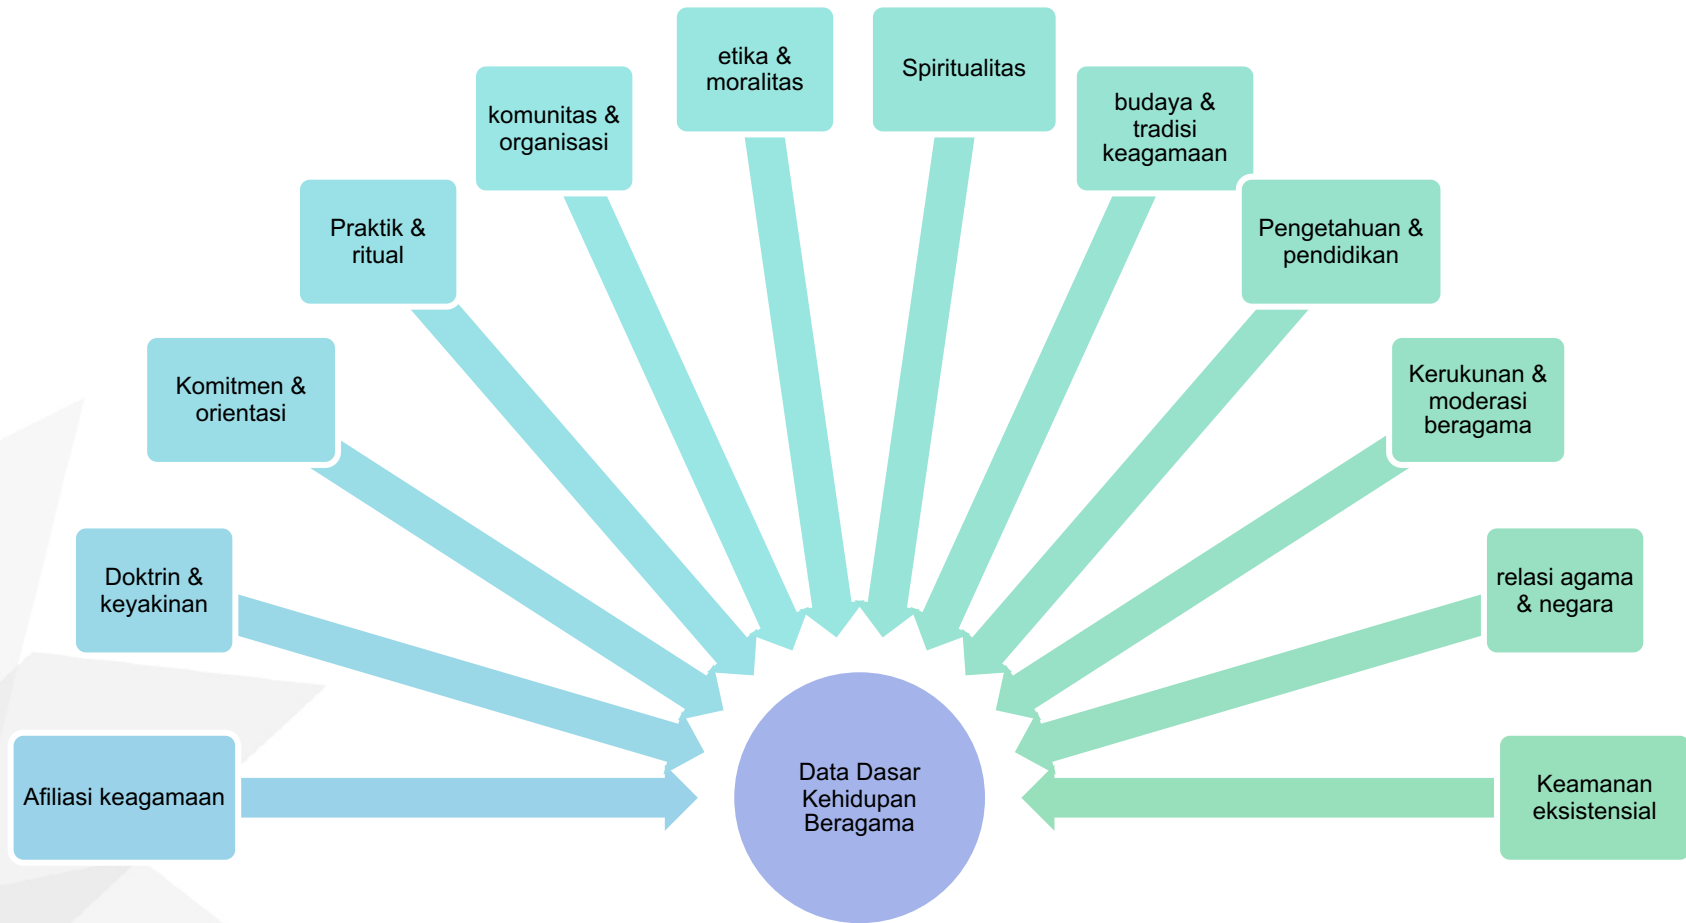 Afiliasi keagamaan
Doktrin &
keyakinan
Komitmen &
orientasi
Praktik &
ritual
komunitas &
organisasi
etika &
moralitas
Spiritualitas
budaya &
tradisi
keagamaan
Pengetahuan &
pendidikan
Kerukunan &
moderasi
beragama
relasi agama
& negara
Keamanan
eksistensial
Data Dasar
Kehidupan
Beragama